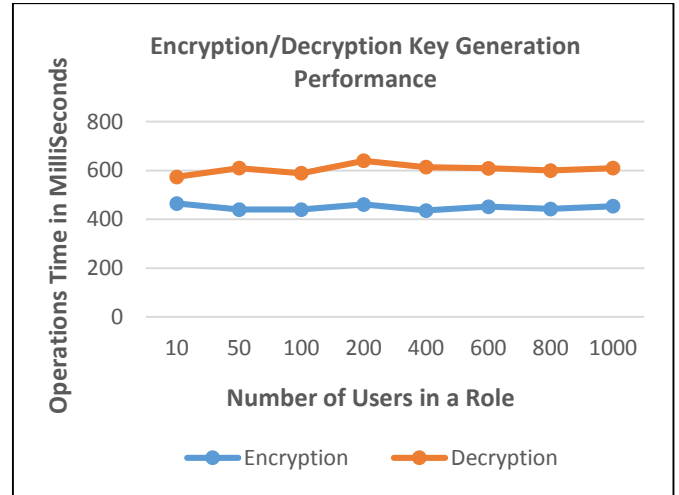 Encryption/Decryption Key Generation
Performance
Operations Time in MilliSeconds
800
600
400
200
0
10 50 100 200 400 600 800 1000
Number of Users in a Role
Encryption Decryption